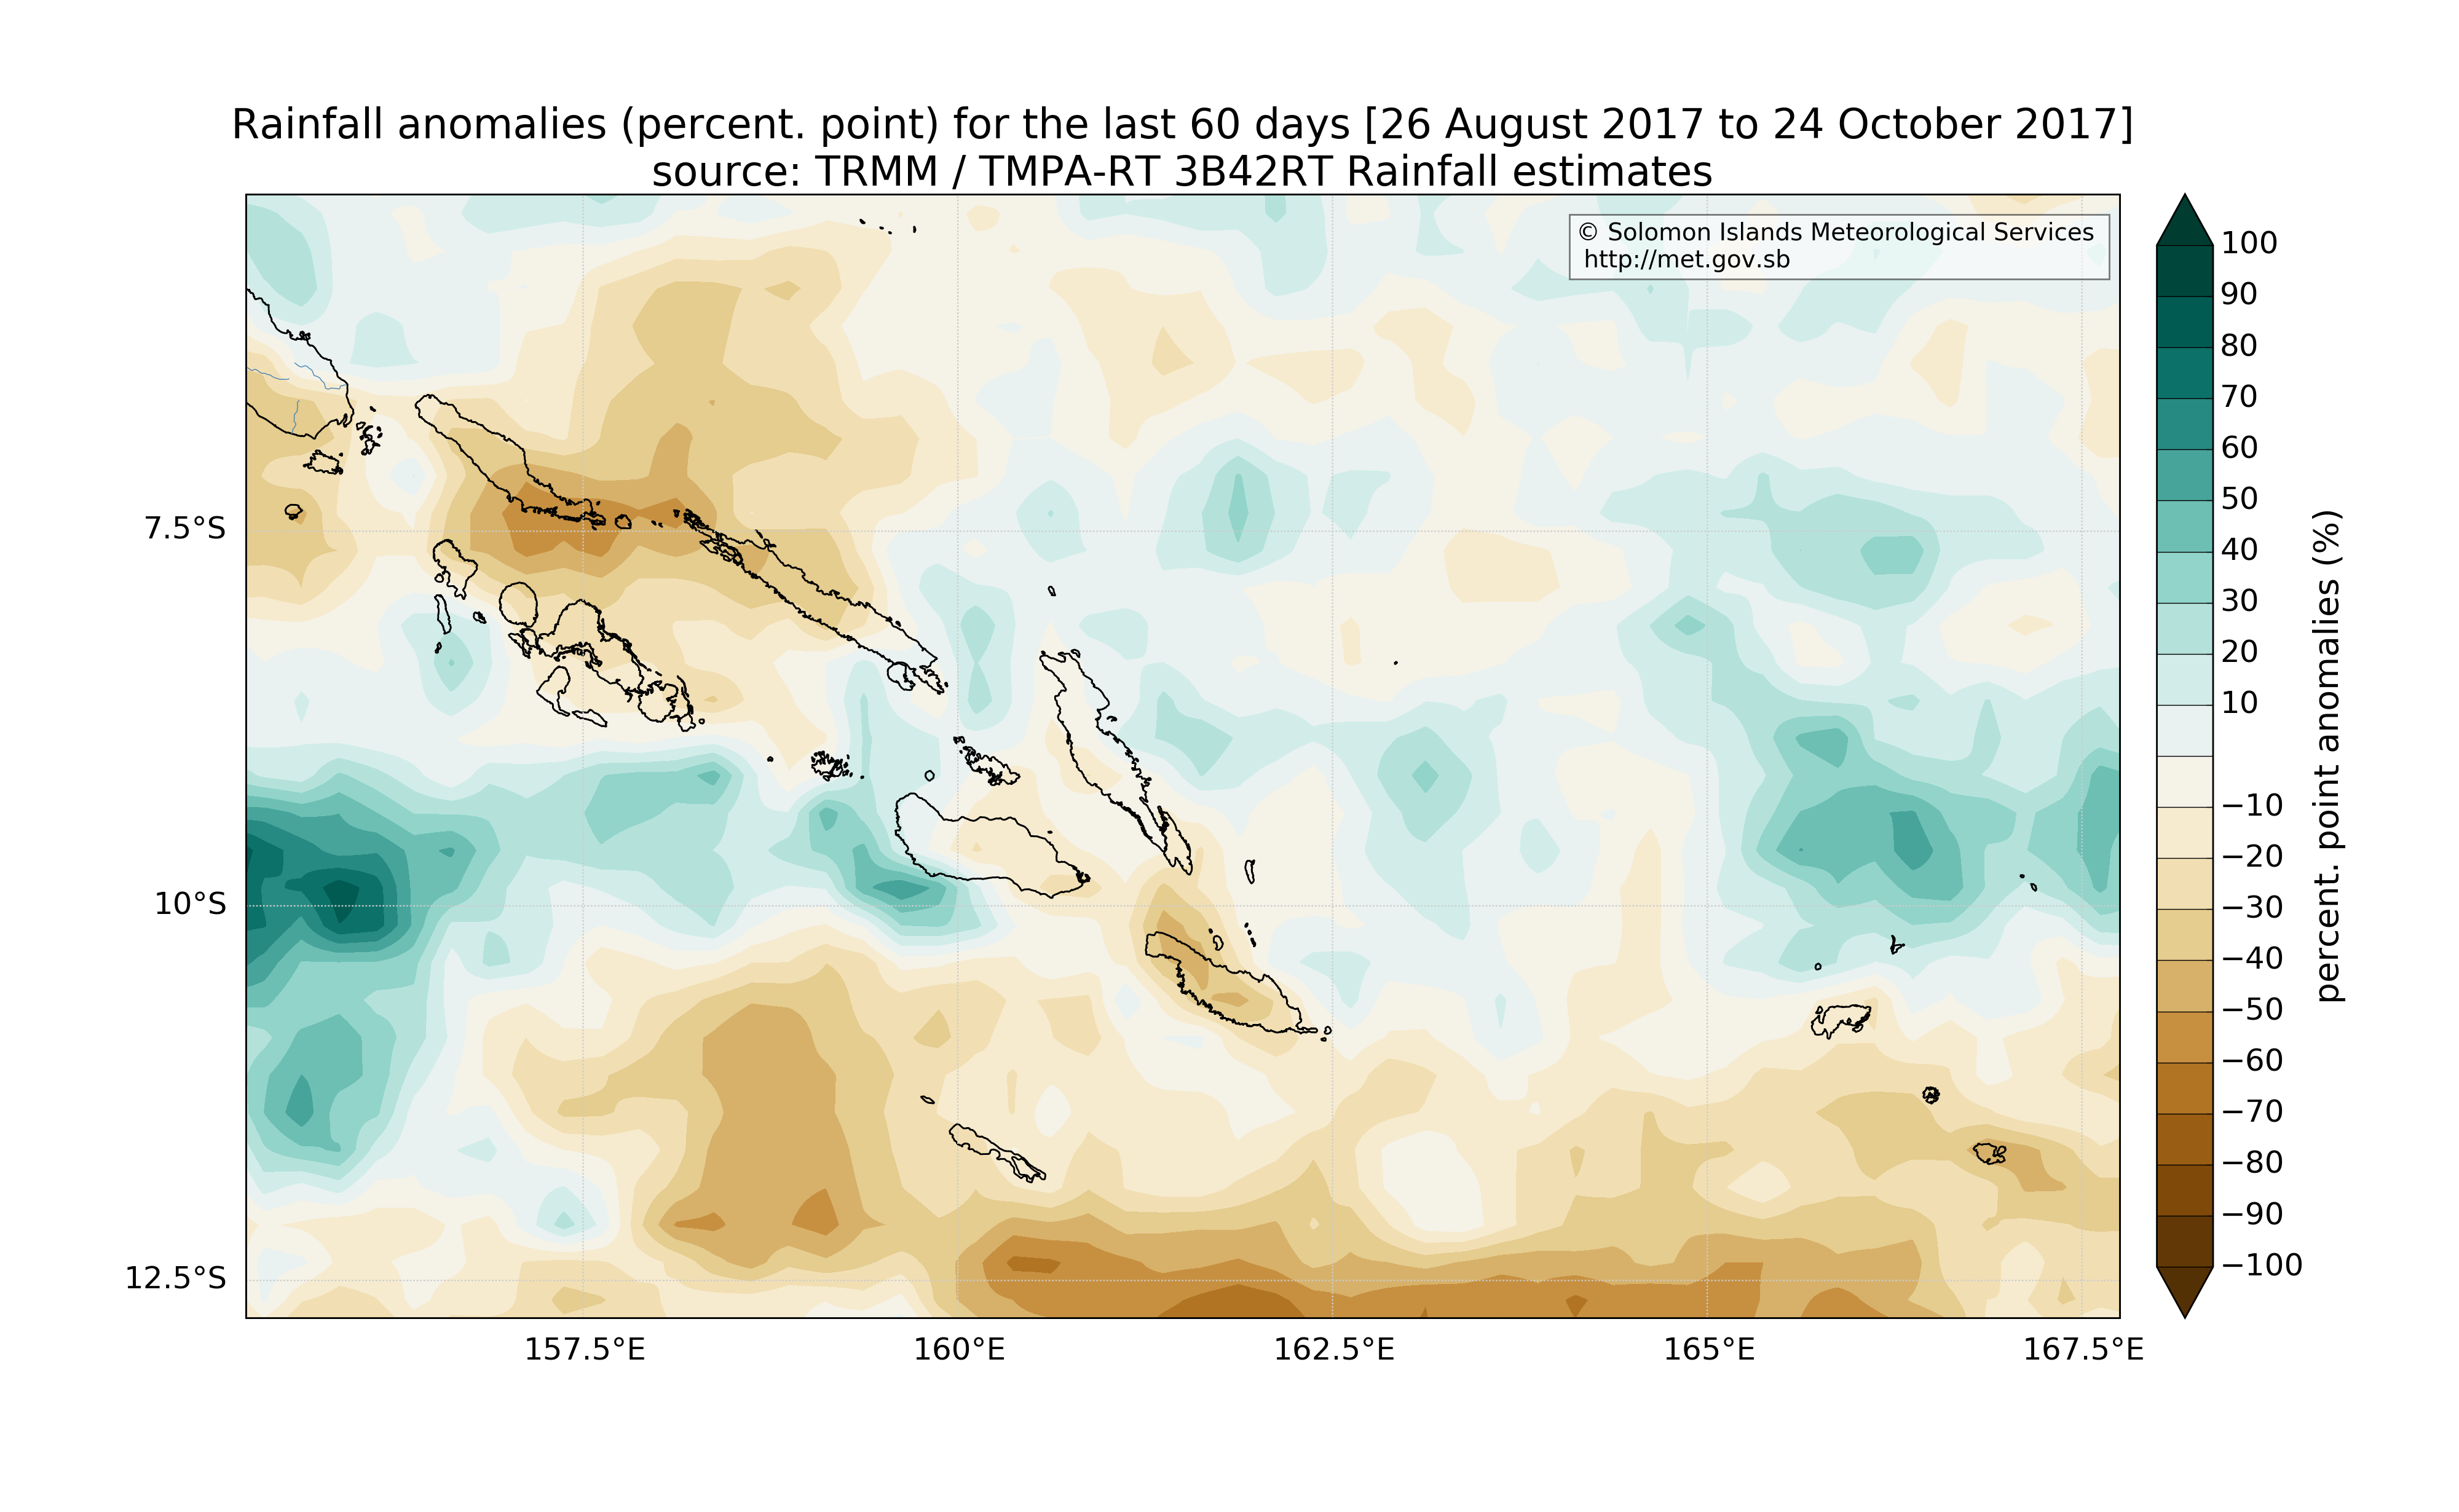 Rainfall anomalies (percent. point) for the last 60 days [26 August 2017 to 24 October 2017]
source: TRMM / TMPA-RT 3B42RT Rainfall estimates
© Solomon Islands Meteorological Services
http://met.gov.sb
7.5°S
10°S
12.5°S
157.5°E
160°E
162.5°E
165°E
167.5°E
100
90
80
70
60
50
40
30
20
10
−10
−20
−30
−40
−50
−60
−70
−80
−90
−100
percent. point anomalies (%)